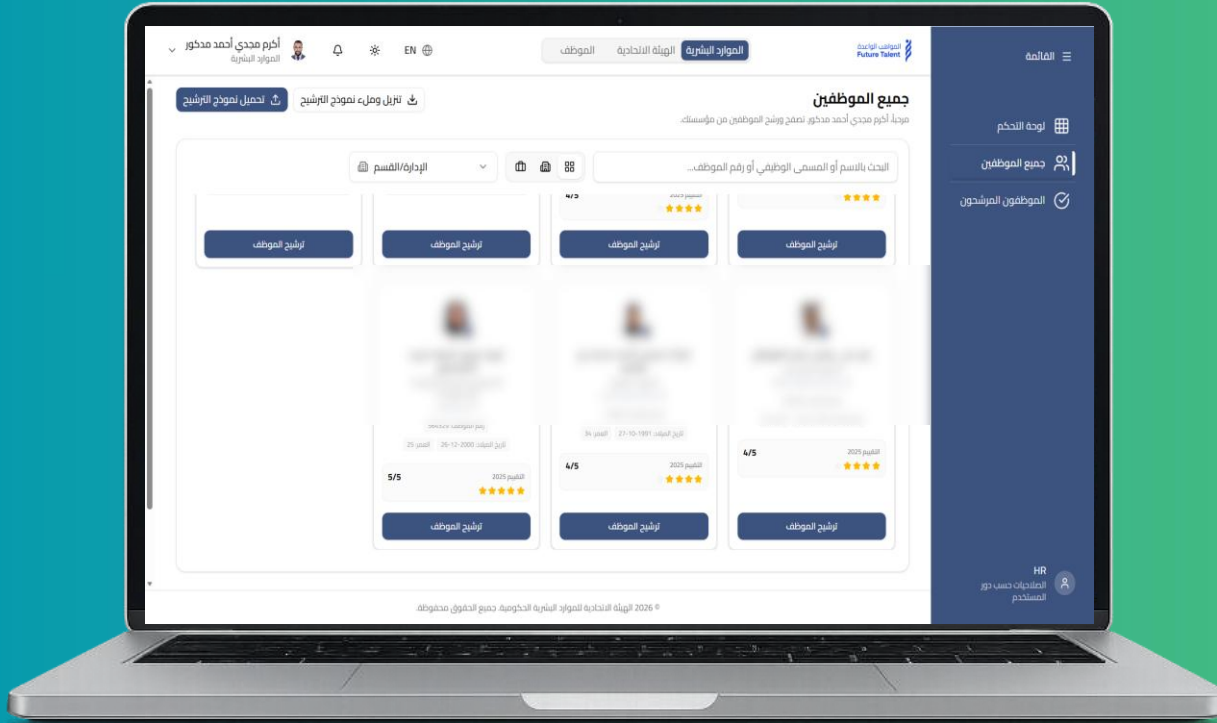 القائمة
لوحة التحكم
جميع الموظفين
الموظفون المرشحون
HR
الصلاحيات حسب دور
المستخدم
المواهب الواعدة
Future Talent
الموارد البشرية
الهيئة الاتحادية
الموظف
EN
أكرم مجدي أحمد مدكور
الموارد البشرية
جميع الموظفين
مرحباً، أكرم مجدي أحمد مدكور. تصفح ورشح الموظفين من مؤسستك.
تنزيل وملء نموذج الترشيح
تحميل نموذج الترشيح
البحث بالاسم أو المسمى الوظيفي أو رقم الموظف...
الإدارة/القسم
4/5
ترشيح الموظف
ترشيح الموظف
ترشيح الموظف
ترشيح الموظف
التقييم 2025
4/5
ترشيح الموظف
تاريخ الميلاد: 1991-10-27
العمر: 34
التقييم 2025
4/5
ترشيح الموظف
تاريخ الميلاد: 2000-12-26
العمر: 25
التقييم 2025
5/5
ترشيح الموظف
© 2026 الهيئة الاتحادية للموارد البشرية الحكومية. جميع الحقوق محفوظة.